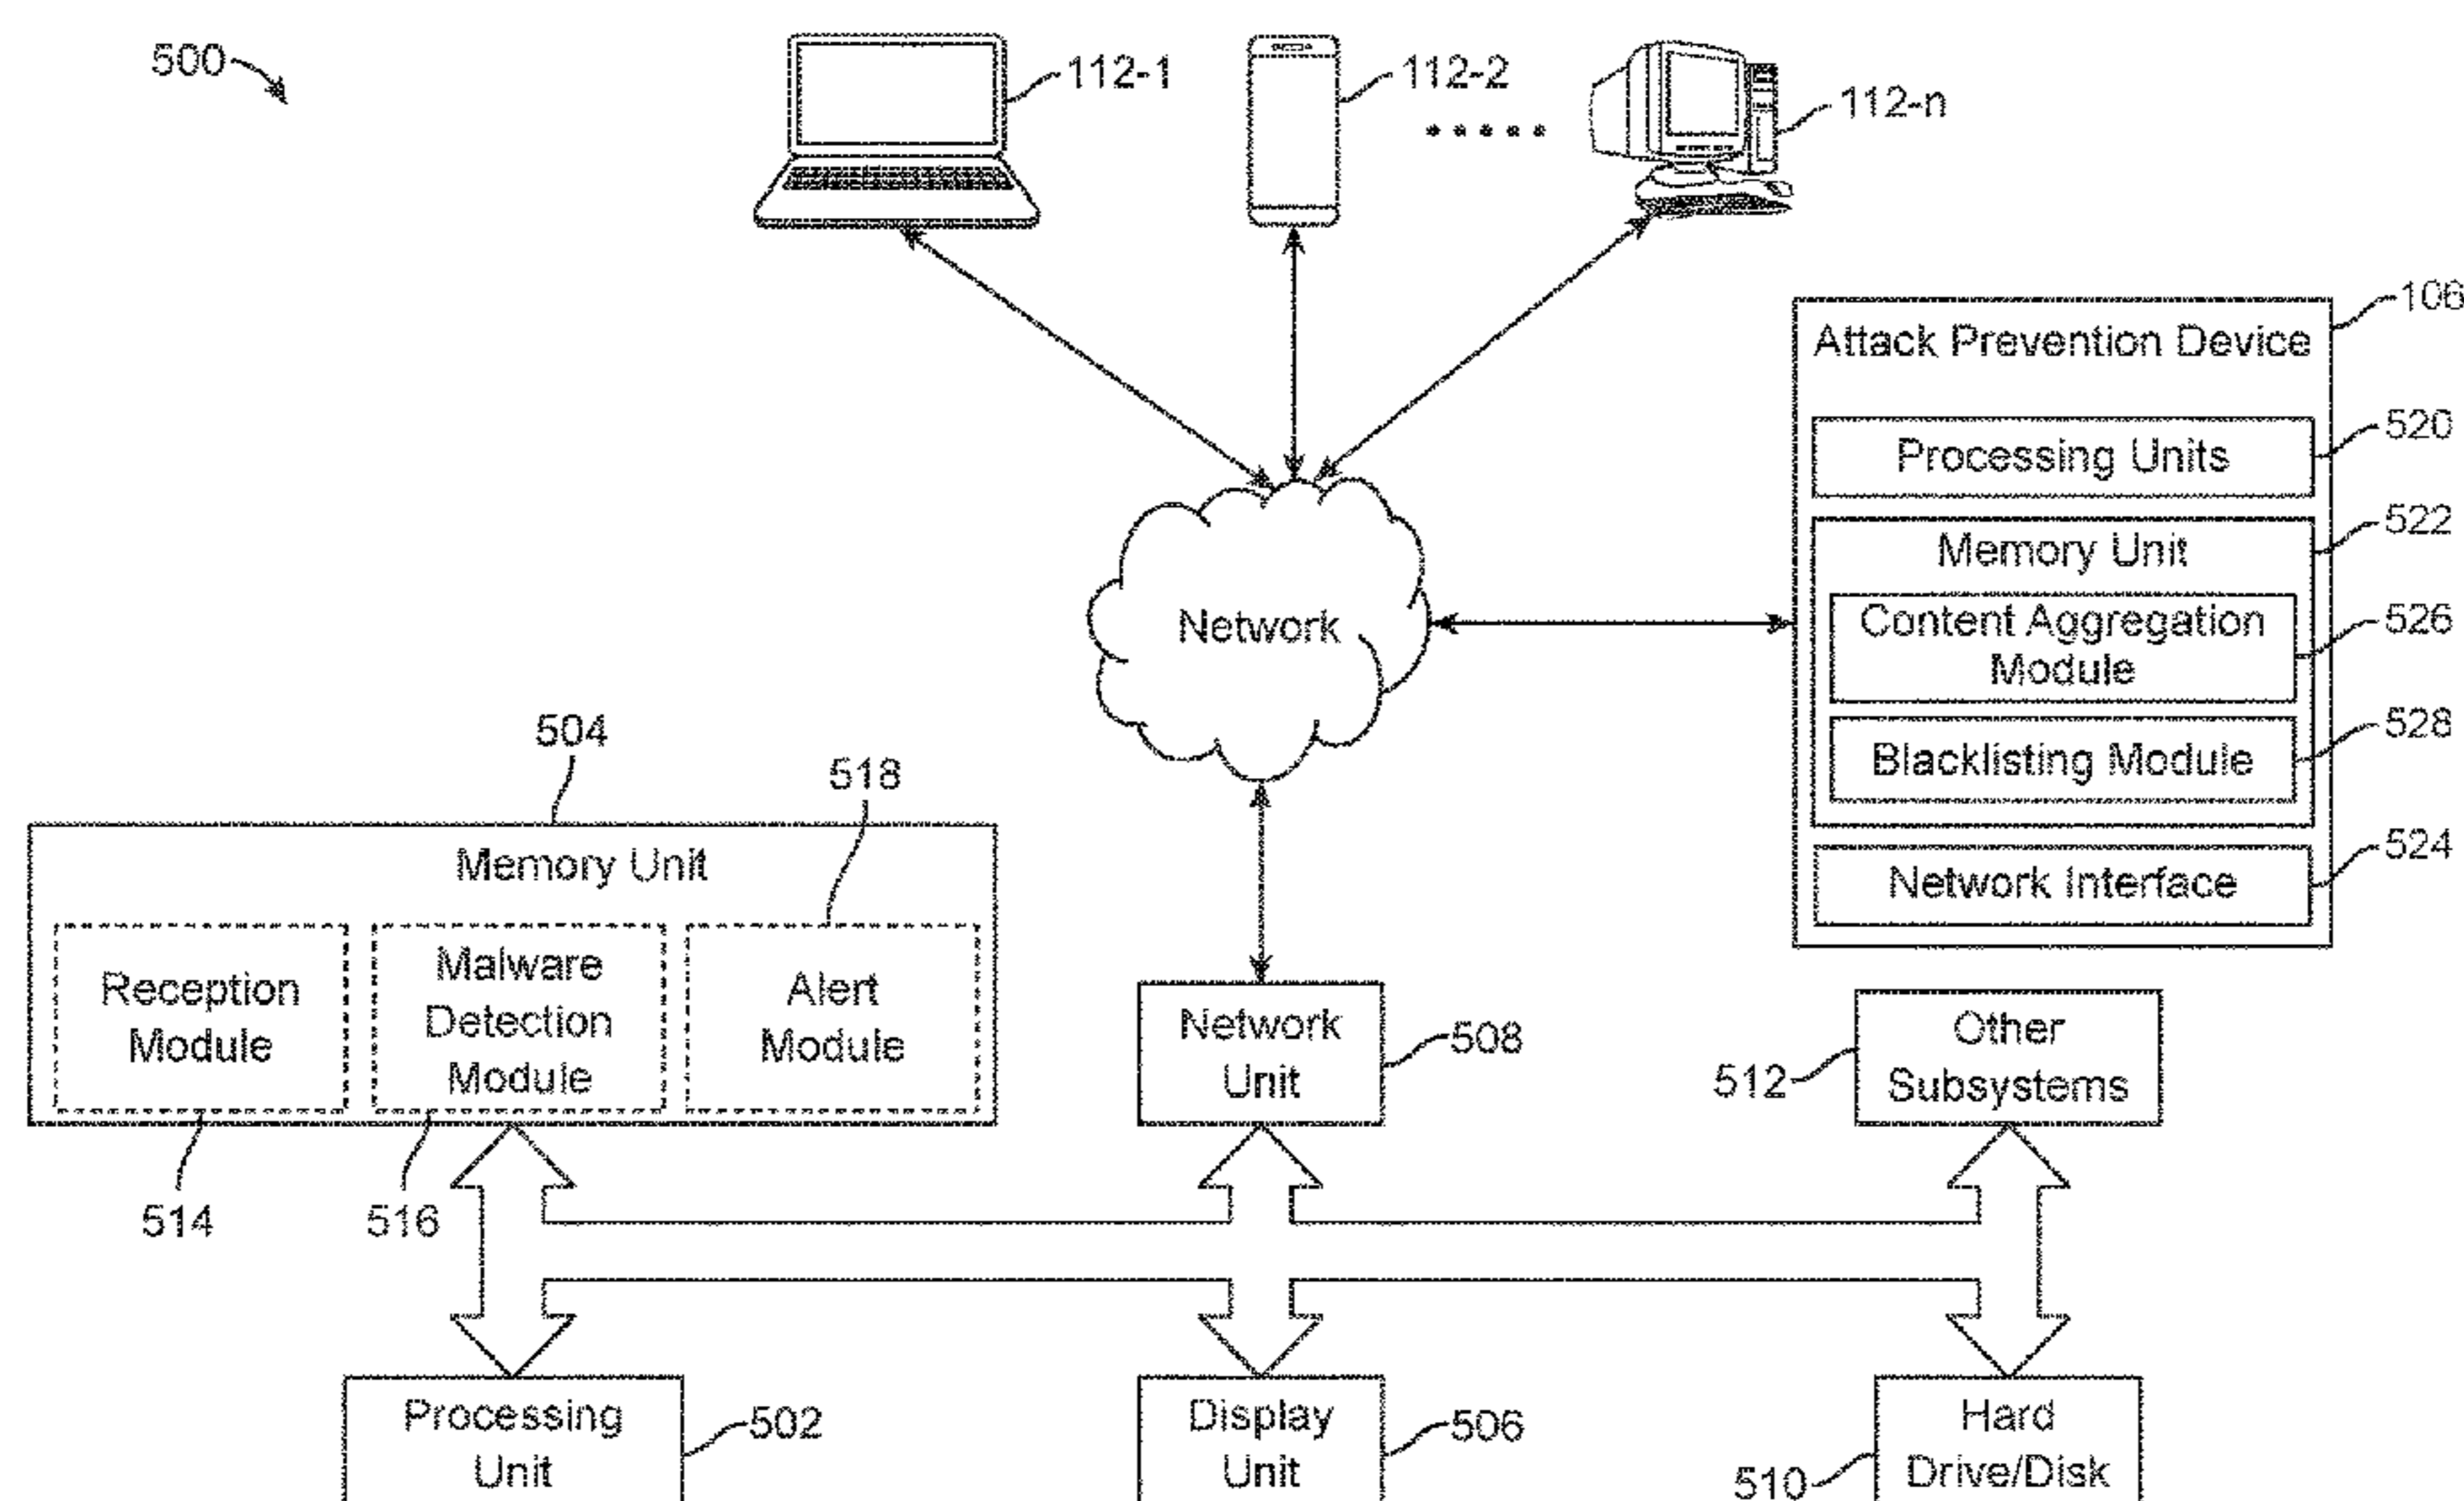 500
112-1
112-2
112-n
106
Attack Prevention Device
520
Processing Units
522
Memory Unit
Content Aggregation
Module
526
Blacklisting Module
528
524
Network Interface
Network
504
518
Memory Unit
Reception
Module
Malware
Detection
Module
Alert
Module
514
516
Network
Unit
508
Other
Subsystems
512
Processing
Unit
502
Display
Unit
506
Hard
Drive/Disk
510